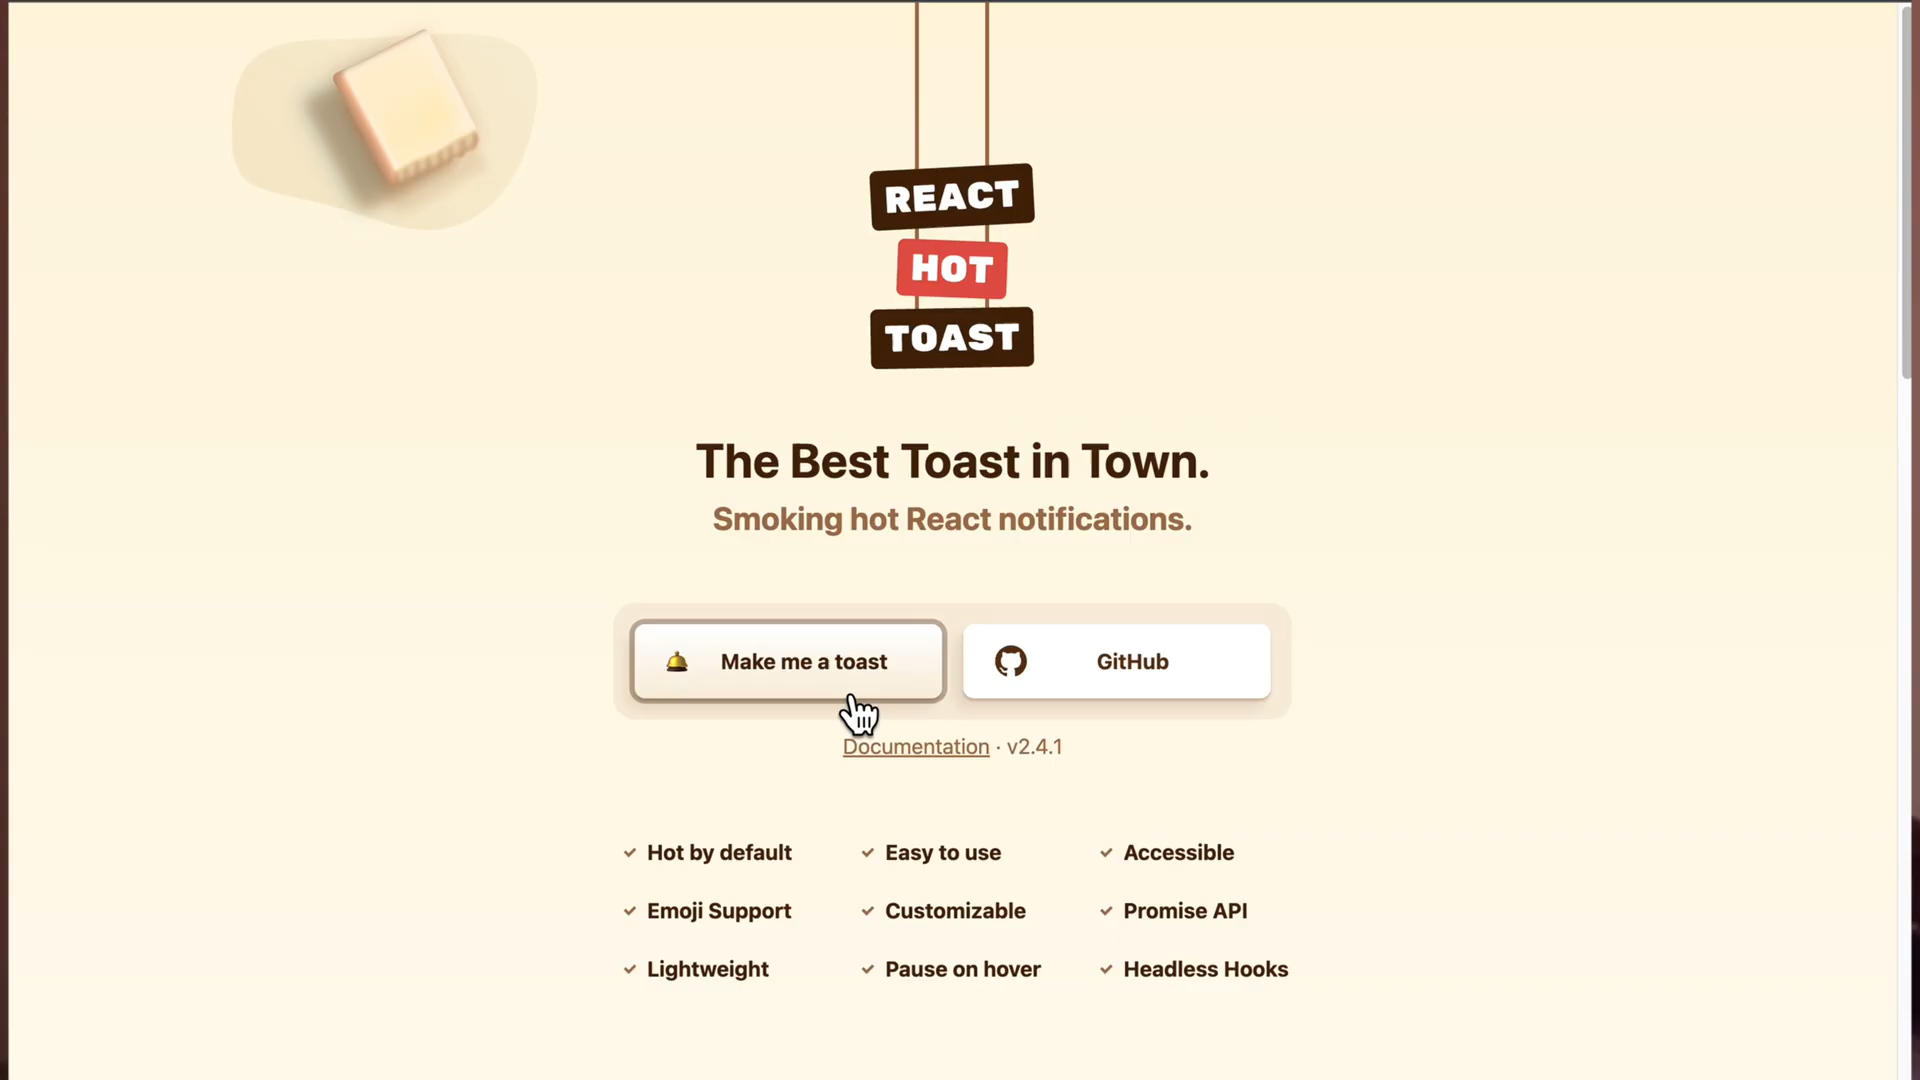 REACT
HOT
TOAST
The Best Toast in Town.
Smoking hot React notifications.
Make me a toast
GitHub
Documentation · v2.4.1
Hot by default
Easy to use
Accessible
Emoji Support
Customizable
Promise API
Lightweight
Pause on hover
Headless Hooks